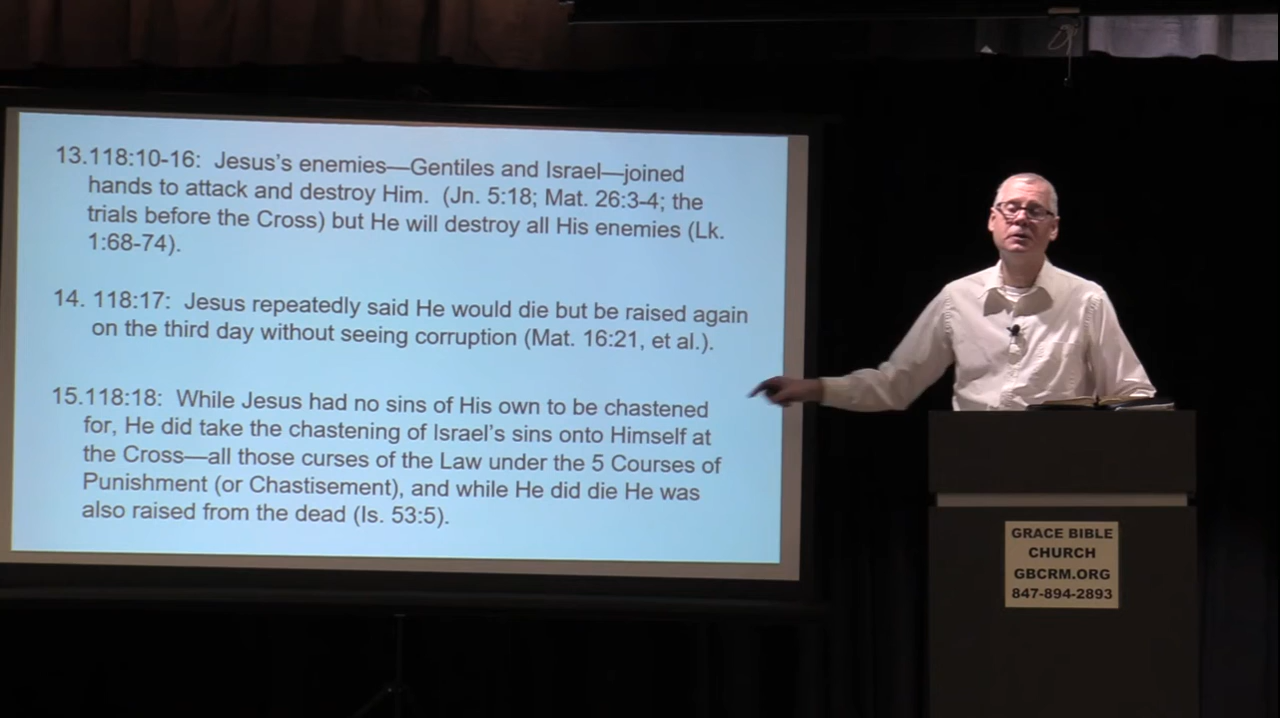 13.118:10-16:  Jesus's enemies—Gentiles and Israel—joined
hands to attack and destroy Him.  (Jn. 5:18; Mat. 26:3-4; the
trials before the Cross) but He will destroy all His enemies (Lk.
1:68-74).
14. 118:17:  Jesus repeatedly said He would die but be raised again
on the third day without seeing corruption (Mat. 16:21, et al.).
15.118:18:  While Jesus had no sins of His own to be chastened
for, He did take the chastening of Israel's sins onto Himself at
the Cross—all those curses of the Law under the 5 Courses of
Punishment (or Chastisement), and while He did die He was
also raised from the dead (Is. 53:5).
GRACE BIBLE
CHURCH
GBCRM.ORG
847-894-2893